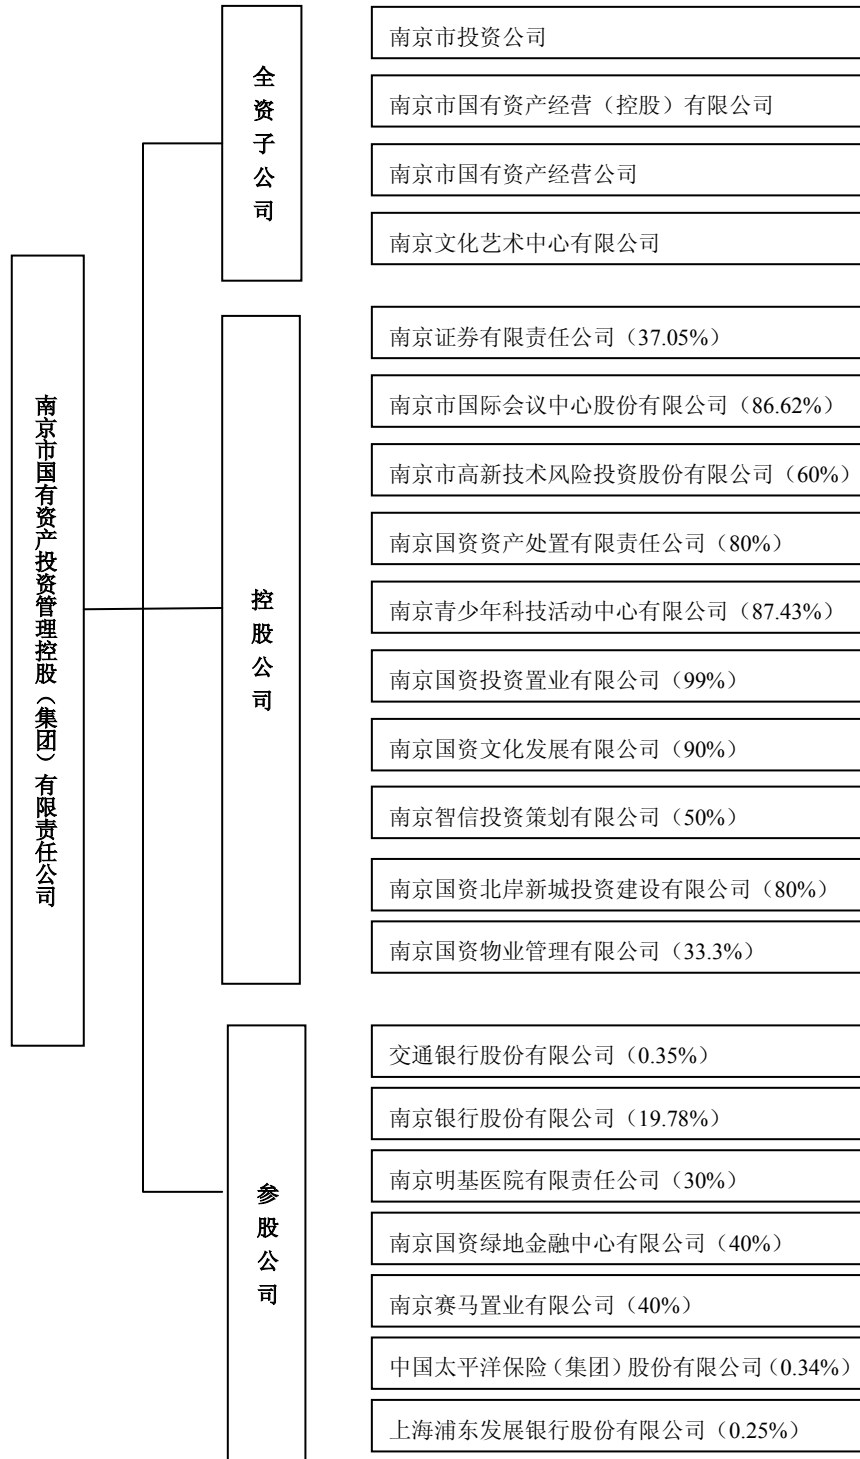 南京市国有资产投资管理控股（集团）有限责任公司
全资子公司
南京市投资公司
南京市国有资产经营（控股）有限公司
南京市国有资产经营公司
南京文化艺术中心有限公司
控股公司
南京证券有限责任公司（37.05%）
南京市国际会议中心股份有限公司（86.62%）
南京市高新技术风险投资股份有限公司（60%）
南京国资资产处置有限责任公司（80%）
南京青少年科技活动中心有限公司（87.43%）
南京国资投资置业有限公司（99%）
南京国资文化发展有限公司（90%）
南京智信投资策划有限公司（50%）
南京国资北岸新城投资建设有限公司（80%）
南京国资物业管理有限公司（33.3%）
参股公司
交通银行股份有限公司（0.35%）
南京银行股份有限公司（19.78%）
南京明基医院有限责任公司（30%）
南京国资绿地金融中心有限公司（40%）
南京赛马置业有限公司（40%）
中国太平洋保险（集团）股份有限公司（0.34%）
上海浦东发展银行股份有限公司（0.25%）